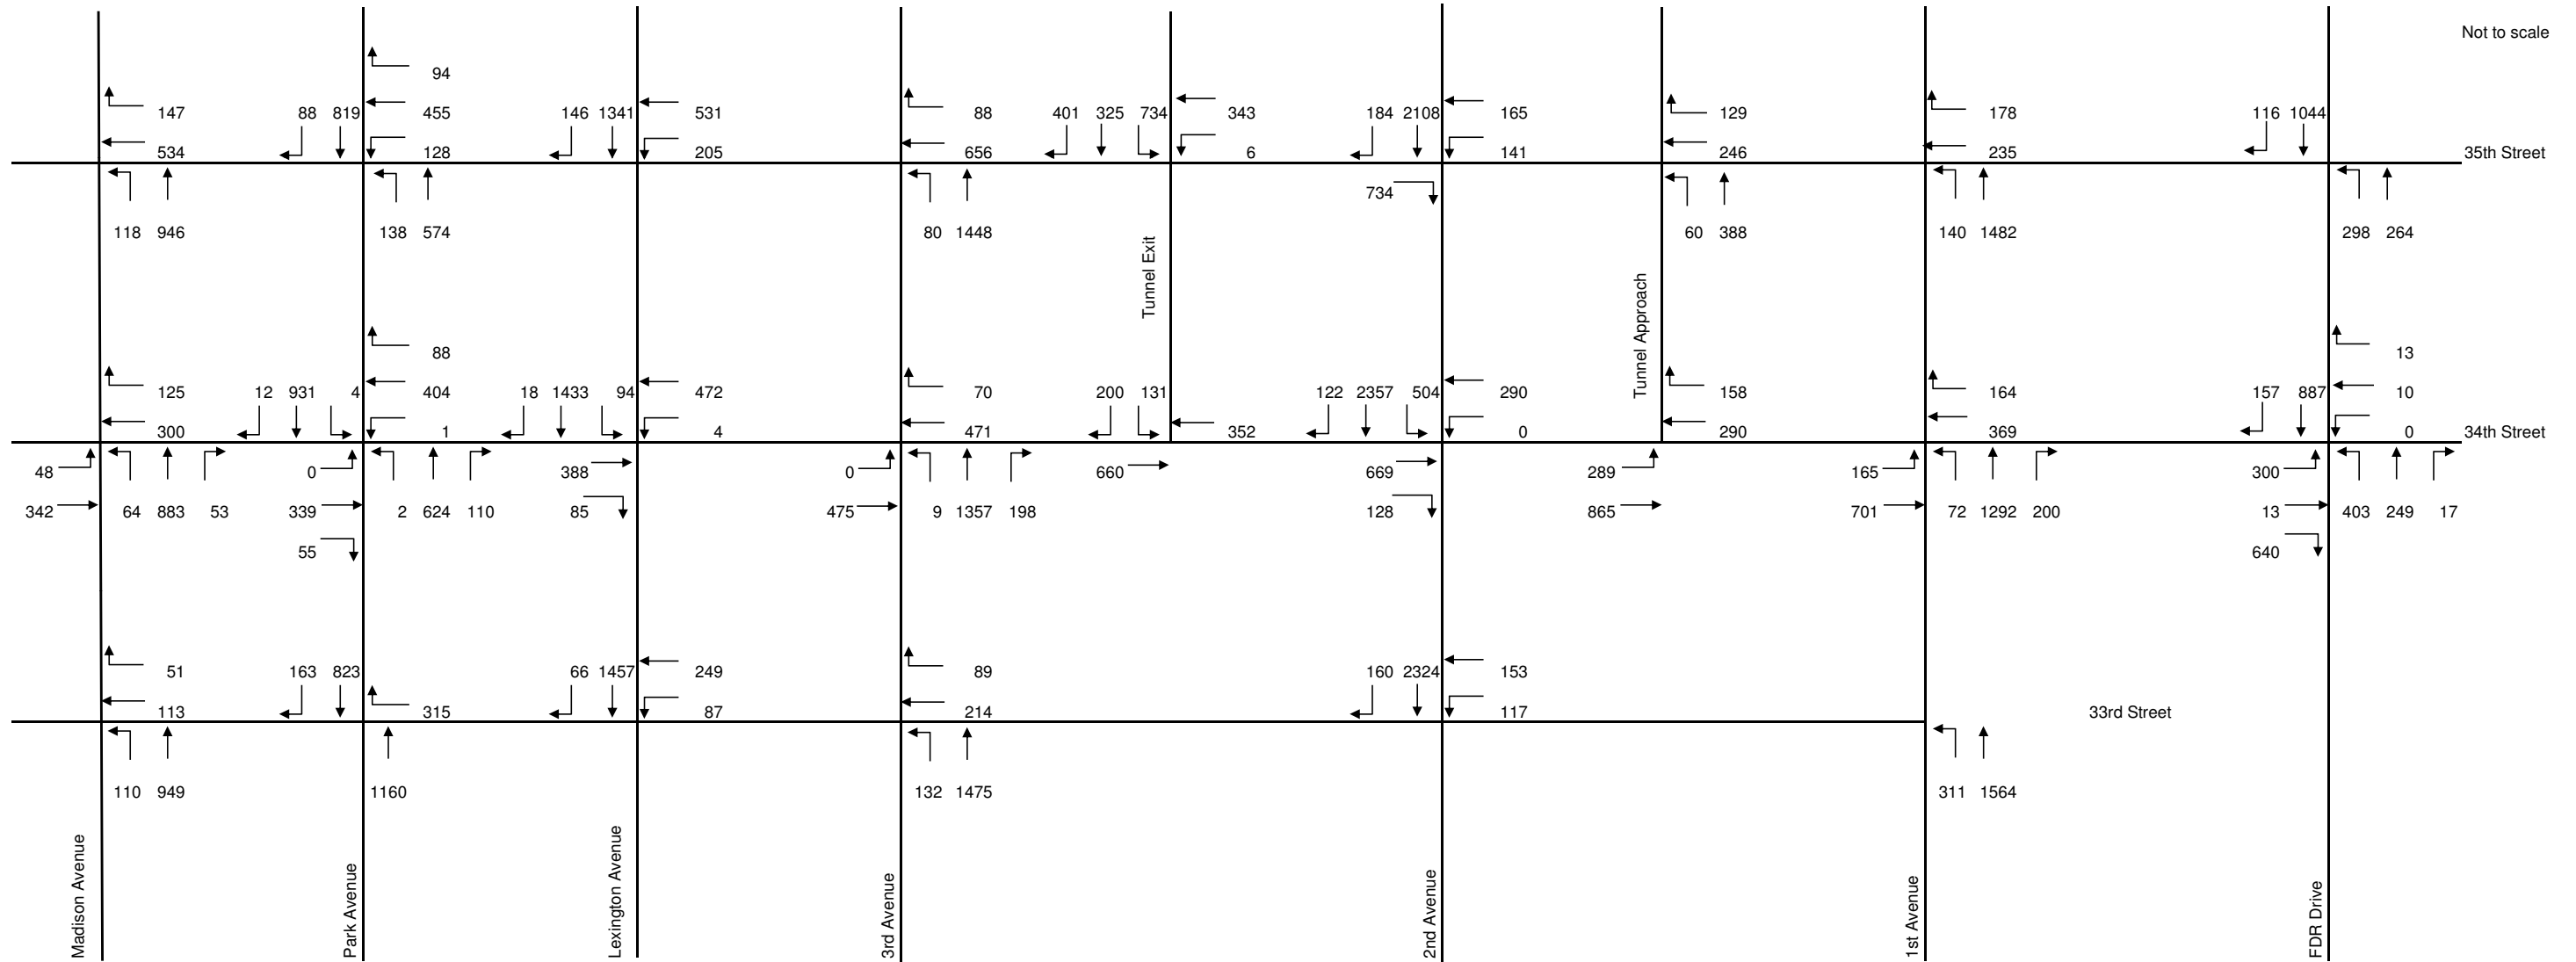 Not to scale
94
147 88 819 455 146 1341 531 88 401 325 734 343 184 2108 165 129 178 116 1044
534 128 205 656 6 141 246 235 35th Street
734
118 946 138 574 80 1448 60 388 140 1482 298 264
Tunnel Exit
Tunnel Approach
88 13
125 12 931 4 404 18 1433 94 472 70 200 131 122 2357 504 290 158 164 157 887 10
300 1 4 471 352 0 290 369 0 34th Street
48 0 388 0 660 669 289 165 300
342 64 883 53 339 2 624 110 85 475 9 1357 198 128 865 701 72 1292 200 13 403 249 17
55 640
51 163 823 66 1457 249 89 160 2324 153
113 315 87 214 117 33rd Street
110 949 1160 132 1475 311 1564
Madison Avenue
Park Avenue
Lexington Avenue
3rd Avenue
2nd Avenue
1st Avenue
FDR Drive